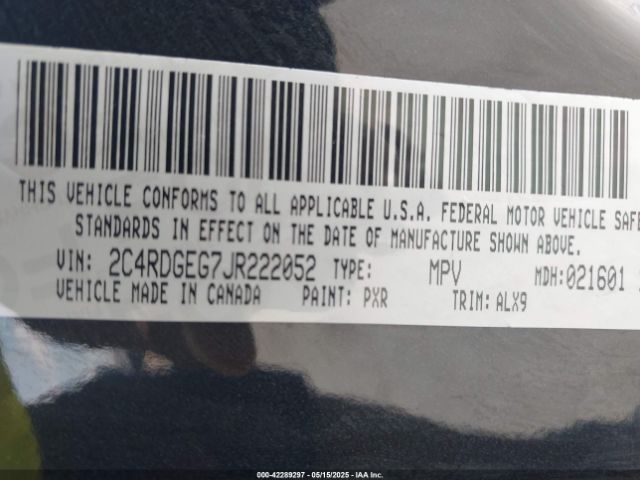 THIS VEHICLE CONFORMS TO ALL APPLICABLE U.S.A. FEDERAL MOTOR VEHICLE SAFE
STANDARDS IN EFFECT ON THE DATE OF MANUFACTURE SHOWN ABOVE.
VIN: 2C4RDGEG7JR222052 TYPE: MPV MDH:021601
VEHICLE MADE IN CANADA PAINT: PXR TRIM: ALX9
000-42289297 - 05/15/2025 - IAA Inc.